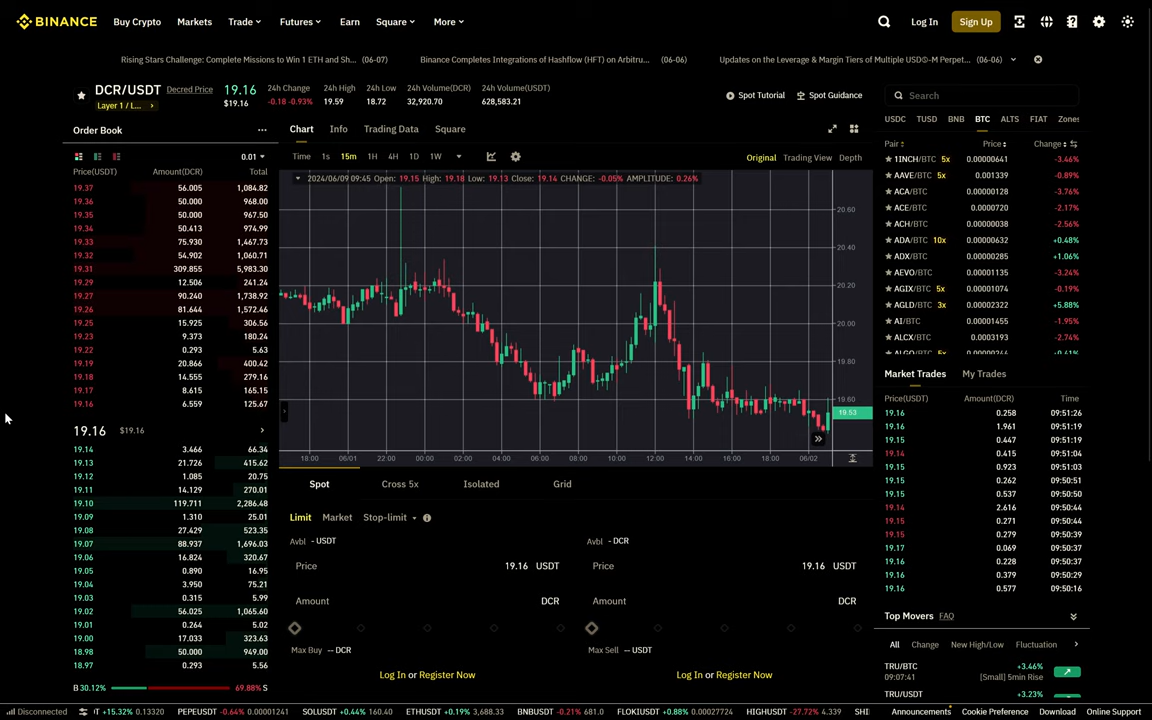 BINANCE Buy Crypto Markets Trade Futures Earn Square More Log In Sign Up
Rising Stars Challenge: Complete Missions to Win 1 ETH and Sh... (06-07) Binance Completes Integrations of Hashflow (HFT) on Arbitru... (06-06) Updates on the Leverage & Margin Tiers of Multiple USDⓈ-M Perpet... (06-06)
DCR/USDT Decred Price 19.16 24h Change 24h High 24h Low 24h Volume(DCR) 24h Volume(USDT)
Layer 1 / L... $19.16 -0.18 -0.93% 19.59 18.72 32,920.70 628,583.21
Spot Tutorial Spot Guidance
Order Book
0.01
Price(USDT) Amount(DCR) Total
19.37 56.005 1,084.82
19.36 50.000 968.00
19.35 50.000 967.50
19.34 50.413 974.99
19.33 75.930 1,467.73
19.32 54.902 1,060.71
19.31 309.855 5,983.30
19.29 12.506 241.24
19.27 90.240 1,738.92
19.26 81.644 1,572.46
19.25 15.925 306.56
19.23 9.373 180.24
19.22 0.293 5.63
19.19 20.866 400.42
19.18 14.555 279.16
19.17 8.615 165.15
19.16 6.559 125.67
19.16 $19.16
19.14 3.466 66.34
19.13 21.726 415.62
19.12 1.085 20.75
19.11 14.129 270.01
19.10 119.711 2,286.48
19.09 1.310 25.01
19.08 27.429 523.35
19.07 88.937 1,696.03
19.06 16.824 320.67
19.05 0.890 16.95
19.04 3.950 75.21
19.03 0.315 5.99
19.02 56.025 1,065.60
19.01 0.264 5.02
19.00 17.033 323.63
18.98 50.000 949.00
18.97 0.293 5.56
B 30.12% 69.88% S
Chart Info Trading Data Square
Time 1s 15m 1H 4H 1D 1W Original Trading View Depth
2024/06/09 09:45 Open: 19.15 High: 19.18 Low: 19.13 Close: 19.14 CHANGE: -0.05% AMPLITUDE: 0.26%
20.60
20.40
20.20
20.00
19.80
19.60
19.53
18:00 06/01 22:00 00:00 02:00 04:00 06:00 08:00 10:00 12:00 14:00 16:00 18:00 06/02
Spot Cross 5x Isolated Grid
Limit Market Stop-limit
Avbl - USDT Avbl - DCR
Price 19.16 USDT Price 19.16 USDT
Amount DCR Amount DCR
Max Buy -- DCR Max Sell -- USDT
Log In or Register Now Log In or Register Now
Search
USDC TUSD BNB BTC ALTS FIAT Zones
Pair Price Change
1INCH/BTC 5x 0.00000641 -3.46%
AAVE/BTC 5x 0.001339 -0.89%
ACA/BTC 0.00000128 -3.76%
ACE/BTC 0.0000720 -2.17%
ACH/BTC 0.00000038 -2.56%
ADA/BTC 10x 0.00000632 +0.48%
ADX/BTC 0.00000285 +1.06%
AEVO/BTC 0.00001135 -3.24%
AGIX/BTC 5x 0.00001074 -0.19%
AGLD/BTC 3x 0.00002322 +5.88%
AI/BTC 0.00001455 -1.95%
ALCX/BTC 0.0003193 -2.74%
ALGO/BTC 5x 0.00000244 -0.41%
Market Trades My Trades
Price(USDT) Amount(DCR) Time
19.16 0.258 09:51:26
19.16 1.961 09:51:19
19.15 0.447 09:51:19
19.14 0.415 09:51:04
19.15 0.923 09:51:03
19.15 0.262 09:50:51
19.15 0.537 09:50:50
19.14 2.616 09:50:44
19.15 0.271 09:50:44
19.15 0.279 09:50:39
19.17 0.069 09:50:37
19.16 0.228 09:50:37
19.16 0.379 09:50:29
19.16 0.577 09:50:16
Top Movers FAQ
All Change New High/Low Fluctuation
TRU/BTC +3.46%
09:07:41 [Small] 5min Rise
TRU/USDT +3.23%
Disconnected T +15.32% 0.13320 PEPEUSDT -0.64% 0.00001241 SOLUSDT +0.44% 160.40 ETHUSDT +0.19% 3,688.33 BNBUSDT -0.21% 681.0 FLOKIUSDT +0.88% 0.00027724 HIGHUSDT -27.72% 4.339 SHI Announcements Cookie Preference Download Online Support